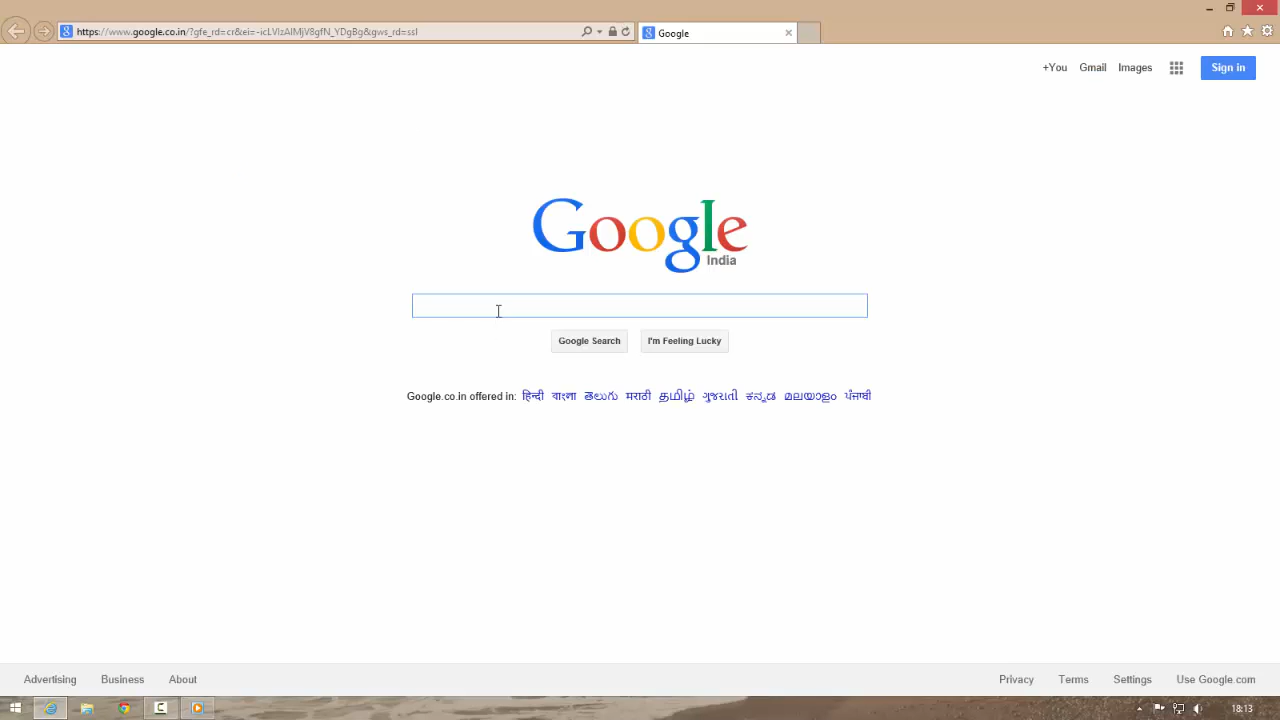 https://www.google.co.in/?gfe_rd=cr&ei=-icLVIzAIMjV8gfN_YDgBg&gws_rd=ssl
Google
+You Gmail Images Sign in
Google
India
Google Search I'm Feeling Lucky
Google.co.in offered in: हिन्दी বাংলা తెలుగు मराठी தமிழ் ગુજરાતી ಕನ್ನಡ മലയാളം ਪੰਜਾਬੀ
Advertising Business About Privacy Terms Settings Use Google.com
18:13